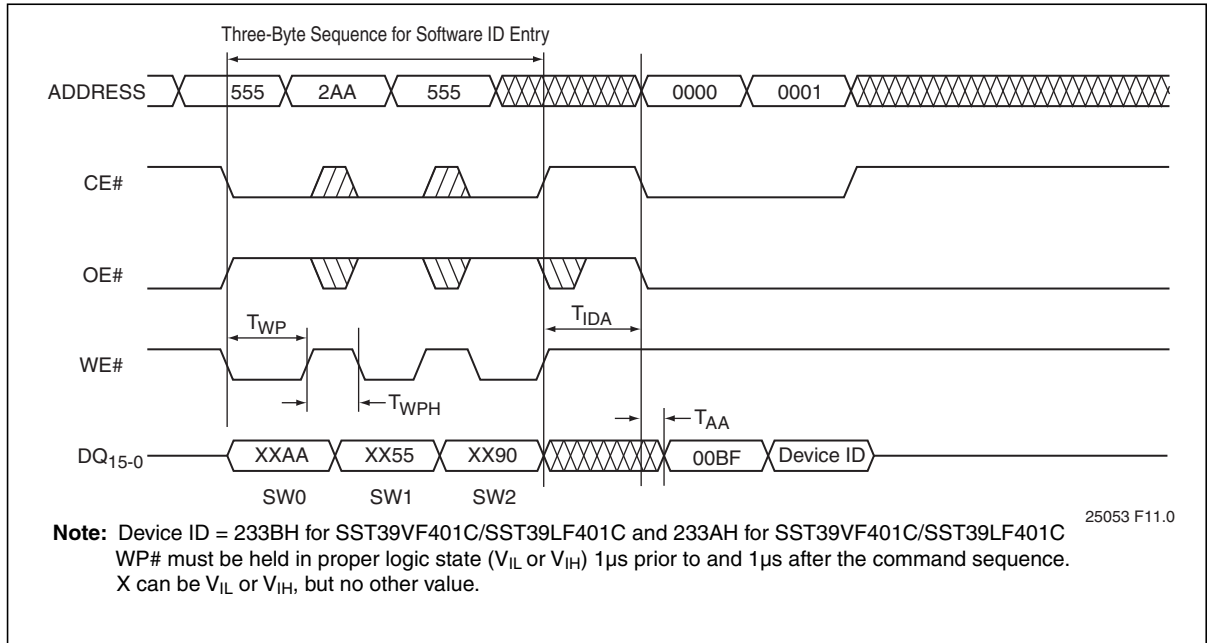 Three-Byte Sequence for Software ID Entry
ADDRESS 555 2AA 555 0000 0001
CE#
OE#
TWP TIDA
WE#
TWPH TAA
DQ15-0 XXAA XX55 XX90 00BF Device ID
SW0 SW1 SW2
25053 F11.0
Note: Device ID = 233BH for SST39VF401C/SST39LF401C and 233AH for SST39VF401C/SST39LF401C
WP# must be held in proper logic state (VIL or VIH) 1µs prior to and 1µs after the command sequence.
X can be VIL or VIH, but no other value.